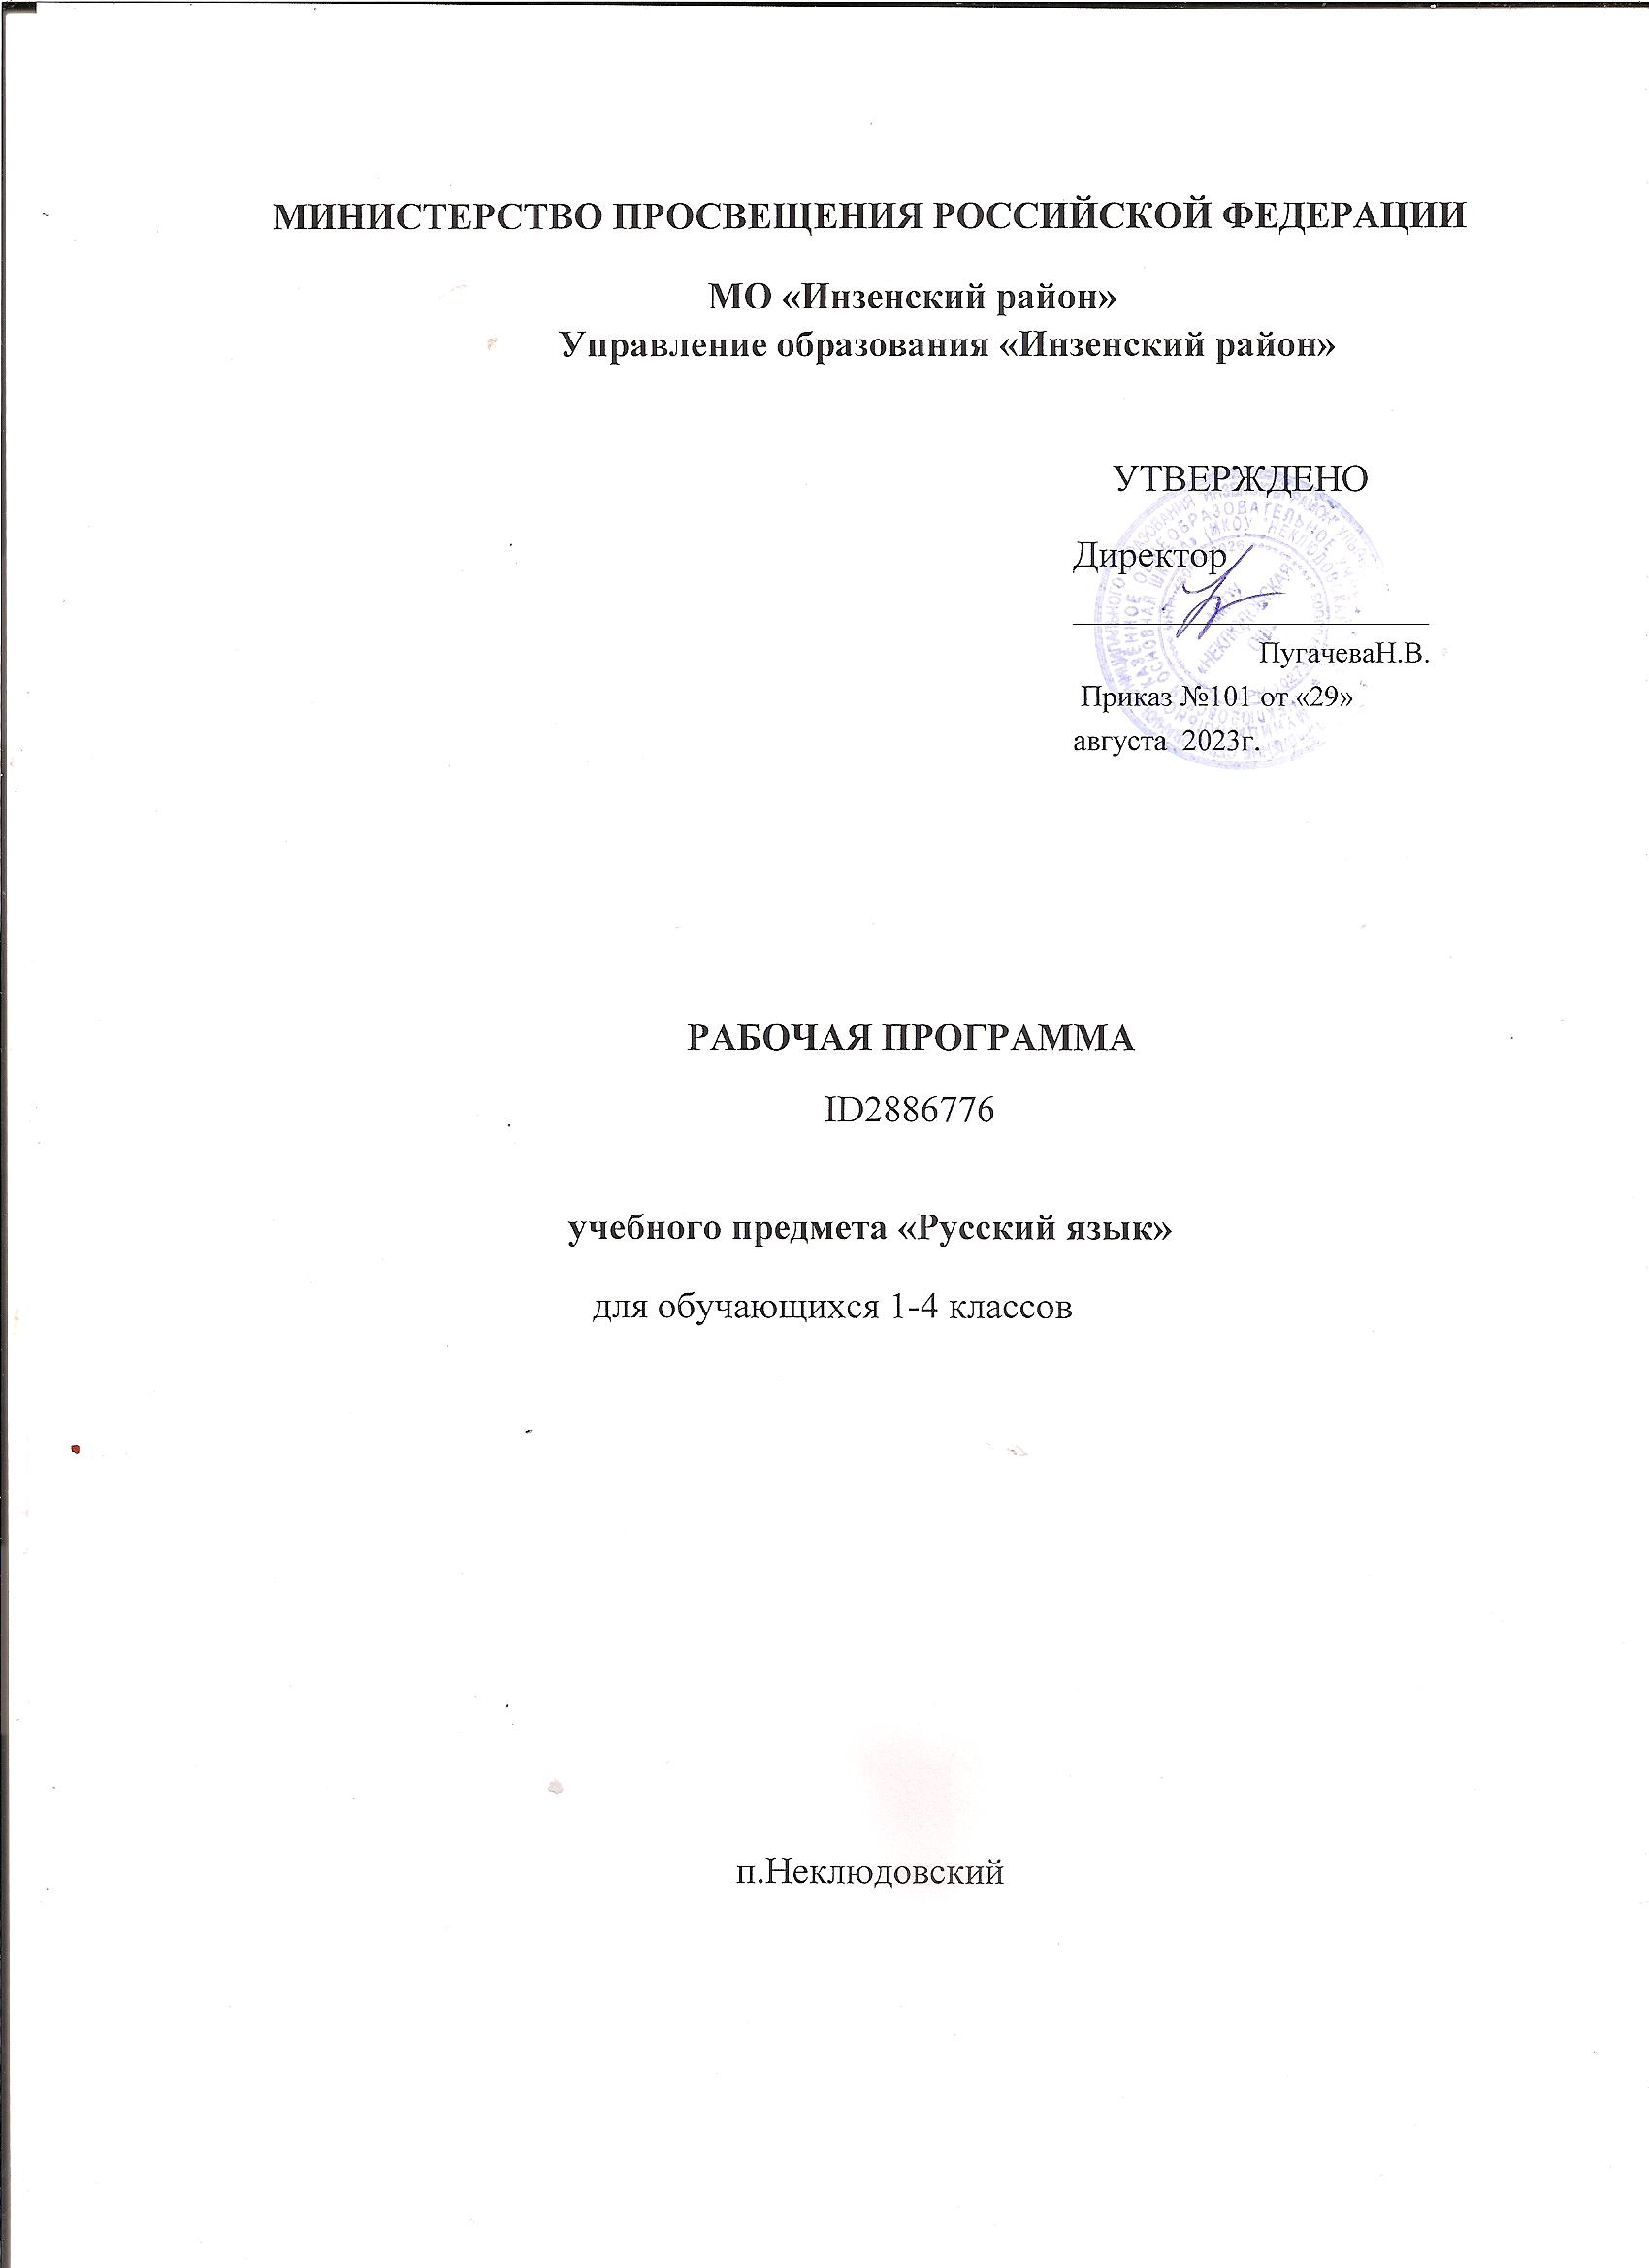 МИНИСТЕРСТВО ПРОСВЕЩЕНИЯ РОССИЙСКОЙ ФЕДЕРАЦИИ
МО «Инзенский район»
Управление образования «Инзенский район»
УТВЕРЖДЕНО
Директор
ПугачеваН.В.
Приказ №101 от «29»
августа 2023г.
РАБОЧАЯ ПРОГРАММА
ID2886776
учебного предмета «Русский язык»
для обучающихся 1-4 классов
п.Неклюдовский